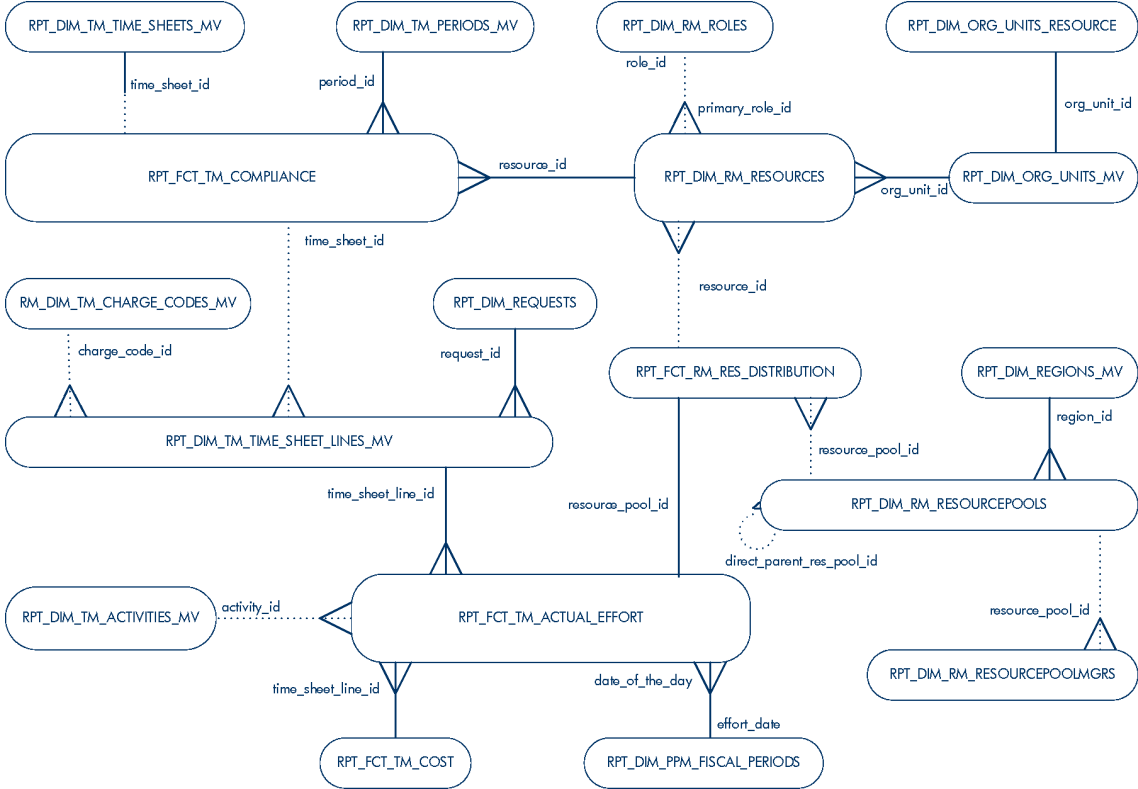 RPT_DIM_TM_TIME_SHEETS_MV
RPT_DIM_TM_PERIODS_MV
RPT_DIM_RM_ROLES
RPT_DIM_ORG_UNITS_RESOURCE
time_sheet_id
period_id
role_id
primary_role_id
org_unit_id
RPT_FCT_TM_COMPLIANCE
resource_id
RPT_DIM_RM_RESOURCES
org_unit_id
RPT_DIM_ORG_UNITS_MV
time_sheet_id
resource_id
RM_DIM_TM_CHARGE_CODES_MV
RPT_DIM_REQUESTS
charge_code_id
request_id
RPT_FCT_RM_RES_DISTRIBUTION
RPT_DIM_REGIONS_MV
region_id
RPT_DIM_TM_TIME_SHEET_LINES_MV
resource_pool_id
time_sheet_line_id
resource_pool_id
RPT_DIM_RM_RESOURCEPOOLS
direct_parent_res_pool_id
RPT_DIM_TM_ACTIVITIES_MV
activity_id
RPT_FCT_TM_ACTUAL_EFFORT
resource_pool_id
RPT_DIM_RM_RESOURCEPOOLMGRS
time_sheet_line_id
date_of_the_day
effort_date
RPT_FCT_TM_COST
RPT_DIM_PPM_FISCAL_PERIODS